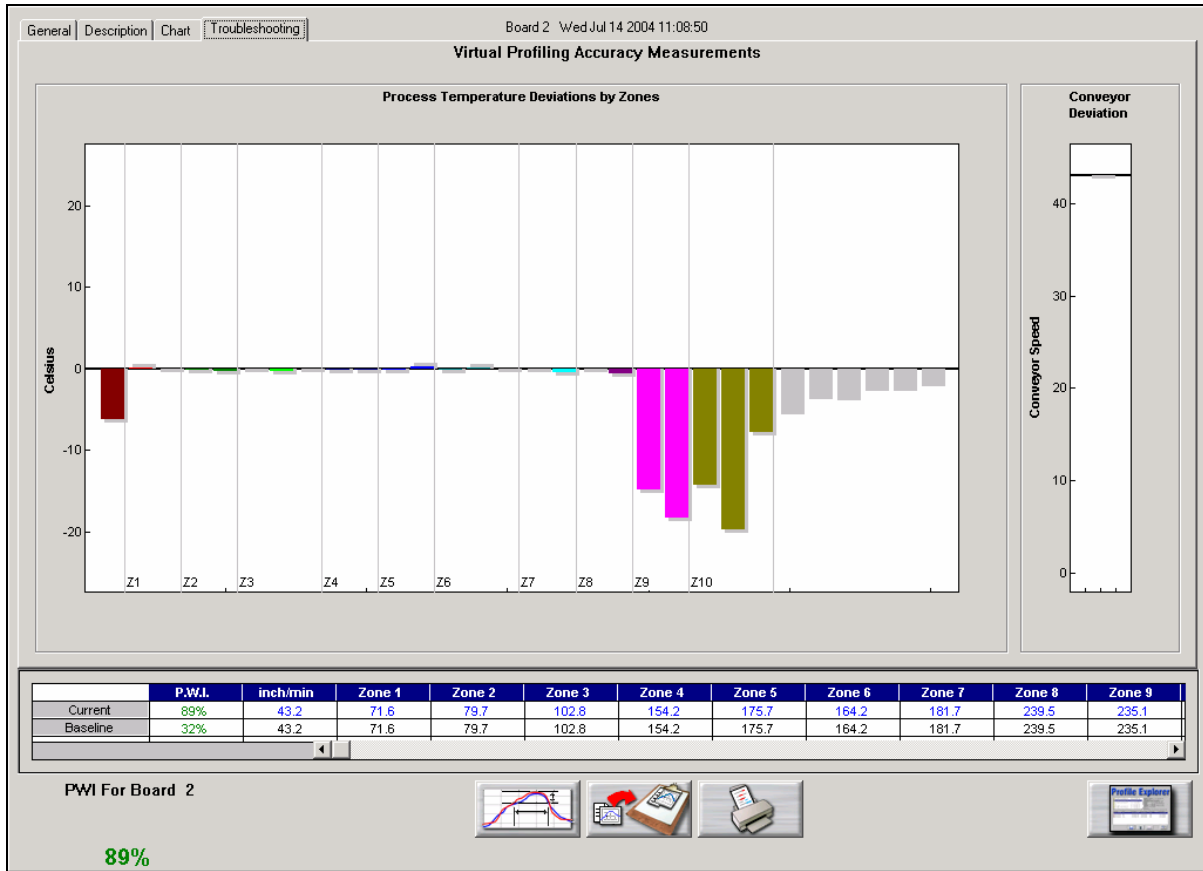 General Description Chart Troubleshooting
Board 2 Wed Jul 14 2004 11:08:50
Virtual Profiling Accuracy Measurements
Process Temperature Deviations by Zones
Celsius
20
10
0
-10
-20
Z1 Z2 Z3 Z4 Z5 Z6 Z7 Z8 Z9 Z10
Conveyor
Deviation
Conveyor Speed
40
30
20
10
0
P.W.I. inch/min Zone 1 Zone 2 Zone 3 Zone 4 Zone 5 Zone 6 Zone 7 Zone 8 Zone 9
Current 89% 43.2 71.6 79.7 102.8 154.2 175.7 164.2 181.7 239.5 235.1
Baseline 32% 43.2 71.6 79.7 102.8 154.2 175.7 164.2 181.7 239.5 235.1
PWI For Board 2
89%
Profile Explorer